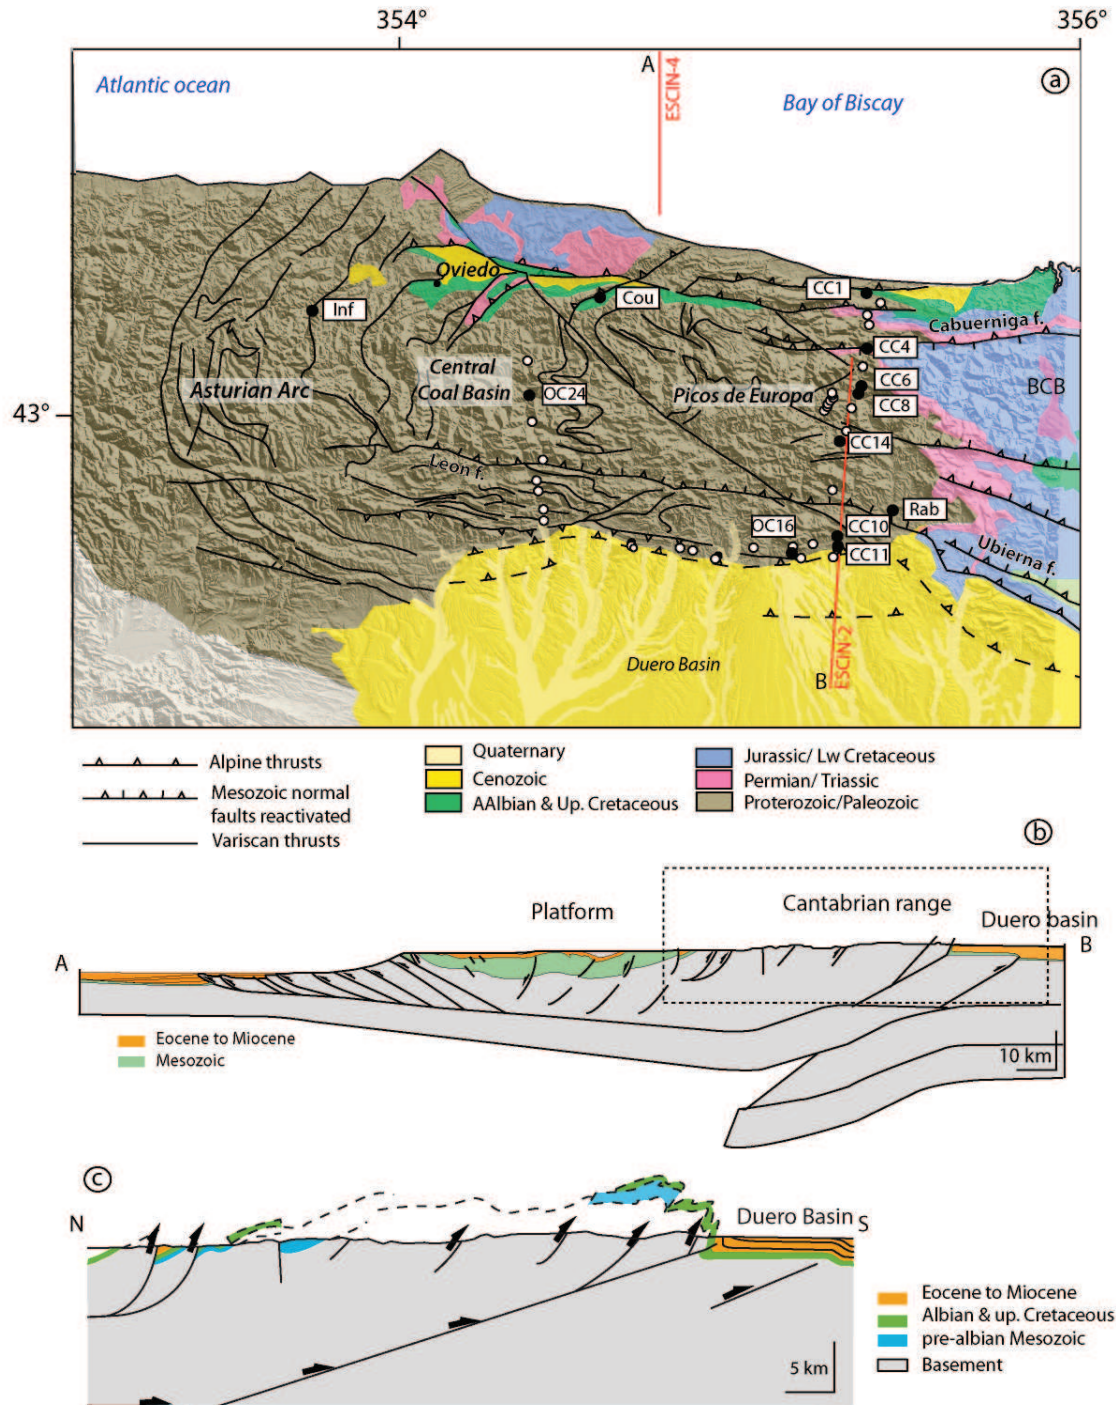 354°
356°
A
ESCIN-4
a
Atlantic ocean
Bay of Biscay
Oviedo
CC1
Cou
Inf
Cabuerniga f.
CC4
Central
Coal Basin
Asturian Arc
OC24
Picos de Europa
CC6
CC8
BCB
43°
CC14
Leon f.
Rab
OC16
CC10
CC11
Ubierna f.
Duero Basin
B
ESCIN-2
Alpine thrusts
Mesozoic normal
faults reactivated
Variscan thrusts
Quaternary
Cenozoic
AAlbian & Up. Cretaceous
Jurassic/ Lw Cretaceous
Permian/ Triassic
Proterozoic/Paleozoic
b
Platform
Cantabrian range
Duero basin
A
B
Eocene to Miocene
Mesozoic
10 km
c
N
Duero Basin
S
Eocene to Miocene
Albian & up. Cretaceous
pre-albian Mesozoic
Basement
5 km